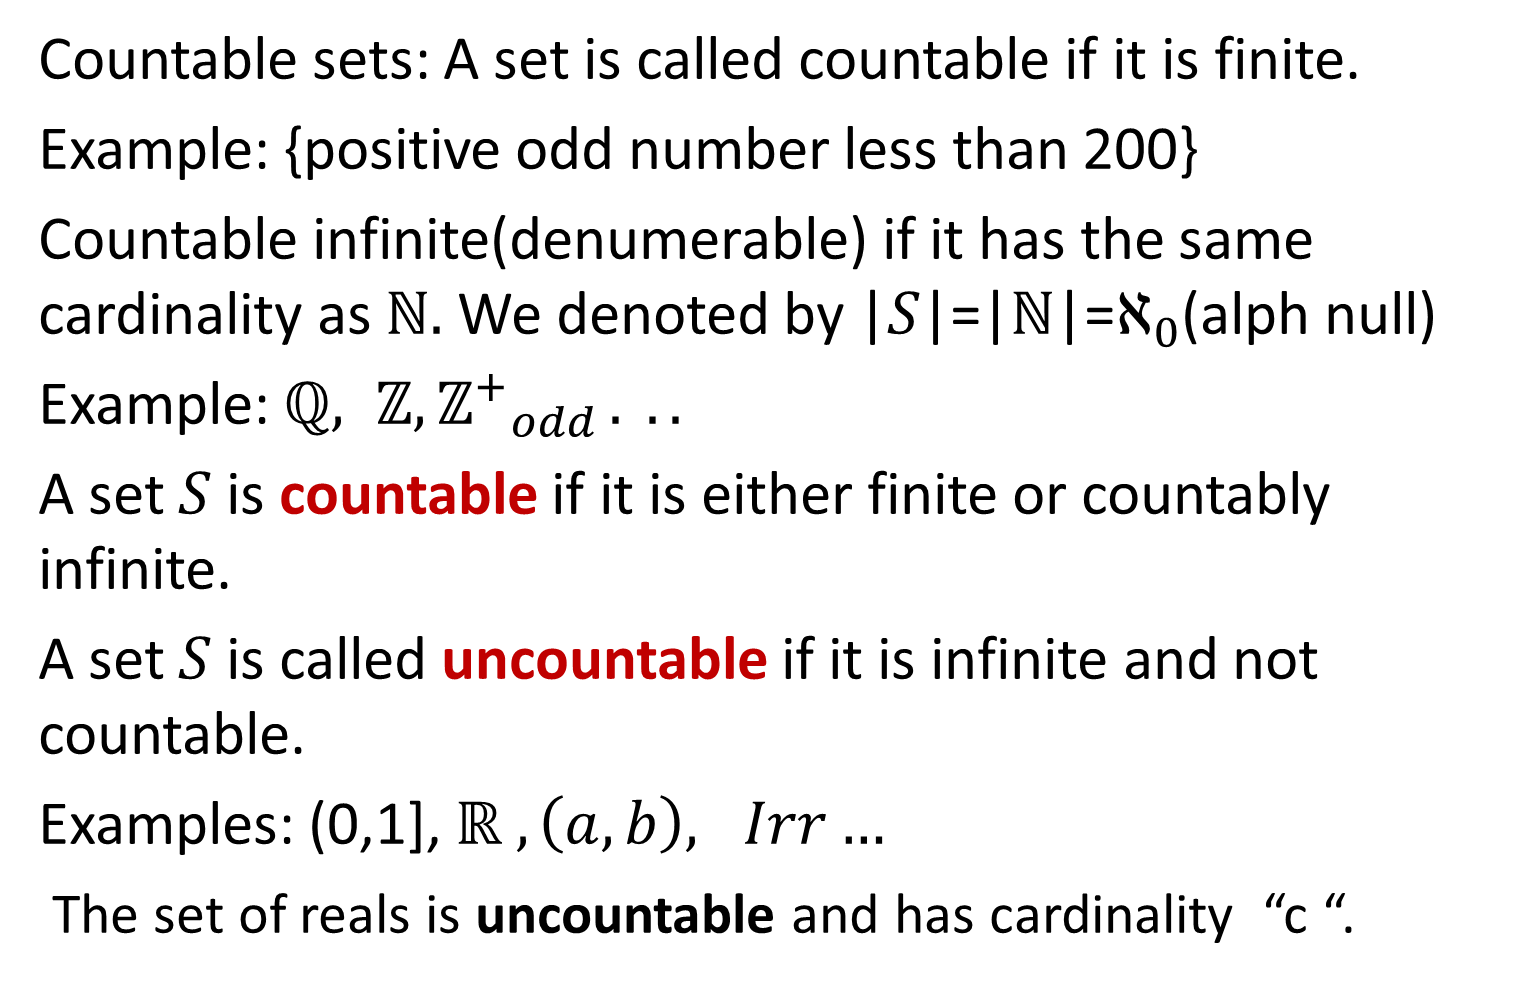 Countable sets: A set is called countable if it is finite.
Example: {positive odd number less than 200}
Countable infinite(denumerable) if it has the same
cardinality as ℕ. We denoted by |𝑆|=|ℕ|=ℵ₀(alph null)
Example: ℚ, ℤ, ℤ⁺ₒdd . . .
A set 𝑆 is countable if it is either finite or countably
infinite.
A set 𝑆 is called uncountable if it is infinite and not
countable.
Examples: (0,1], ℝ , (𝑎, 𝑏), 𝐼𝑟𝑟 ...
The set of reals is uncountable and has cardinality “c “.